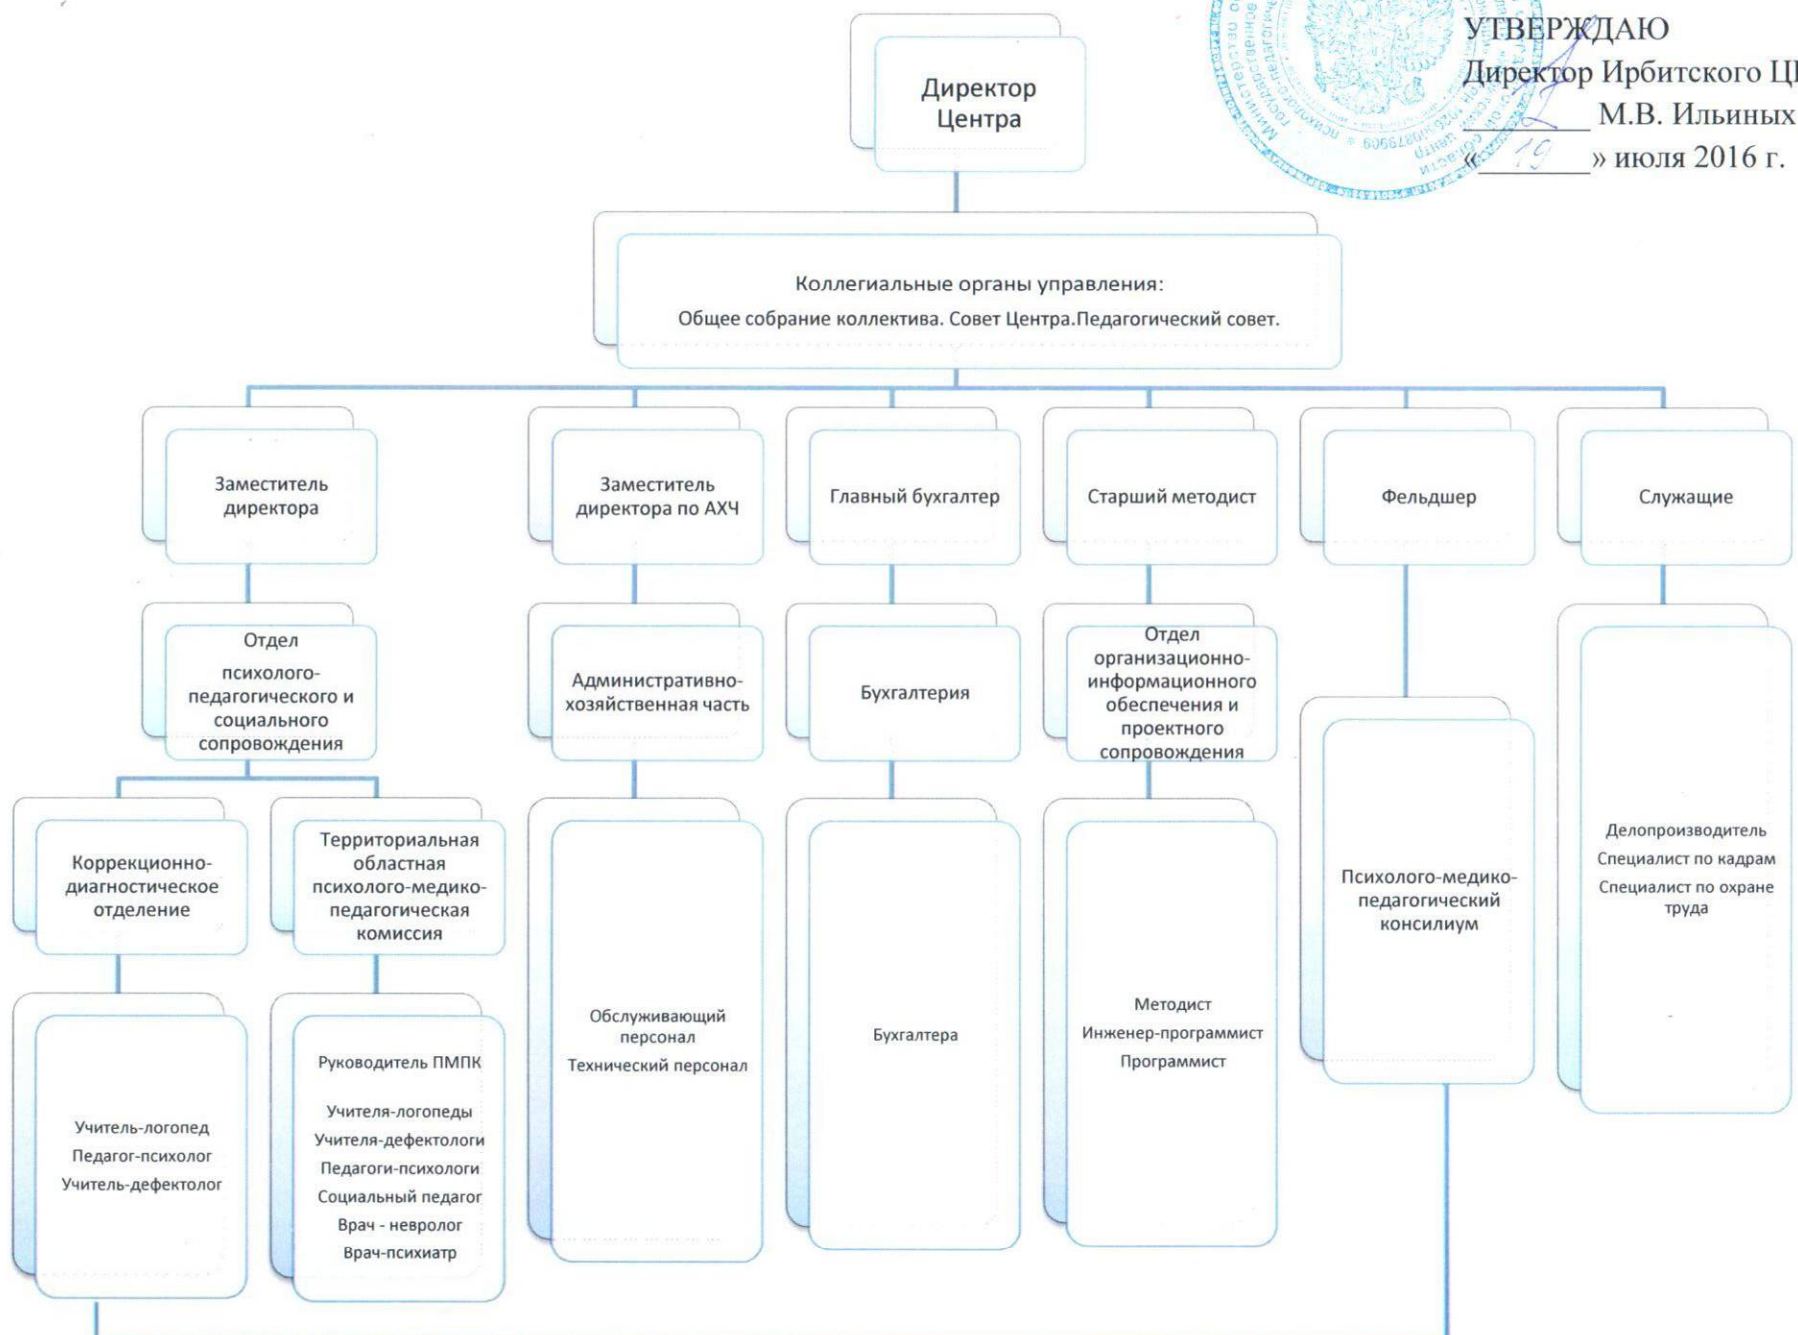 УТВЕРЖДАЮ
Директор Ирбитского
М.В. Ильиных
« 19 » июля 2016 г.
Директор
Центра
Коллегиальные органы управления:
Общее собрание коллектива. Совет Центра.Педагогический совет.
Заместитель
директора
Заместитель
директора по АХЧ
Главный бухгалтер
Старший методист
Фельдшер
Служащие
Отдел
психолого-
педагогического и
социального
сопровождения
Административно-
хозяйственная часть
Бухгалтерия
Отдел
организационно-
информационного
обеспечения и
проектного
сопровождения
Коррекционно-
диагностическое
отделение
Территориальная
областная
психолого-медико-
педагогическая
комиссия
Психолого-медико-
педагогический
консилиум
Делопроизводитель
Специалист по кадрам
Специалист по охране
труда
Учитель-логопед
Педагог-психолог
Учитель-дефектолог
Руководитель ПМПК
Учителя-логопеды
Учителя-дефектологи
Педагоги-психологи
Социальный педагог
Врач - невролог
Врач-психиатр
Обслуживающий
персонал
Технический персонал
Бухгалтера
Методист
Инженер-программист
Программист